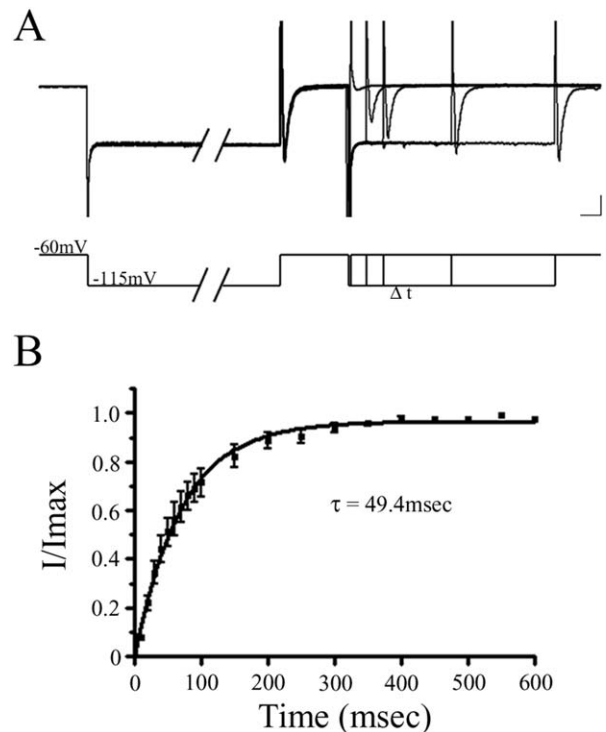 A
-60mV
-115mV
Δ t
B
I/Imax
1.0
0.8
0.6
0.4
0.2
0
τ = 49.4msec
0 100 200 300 400 500 600
Time (msec)